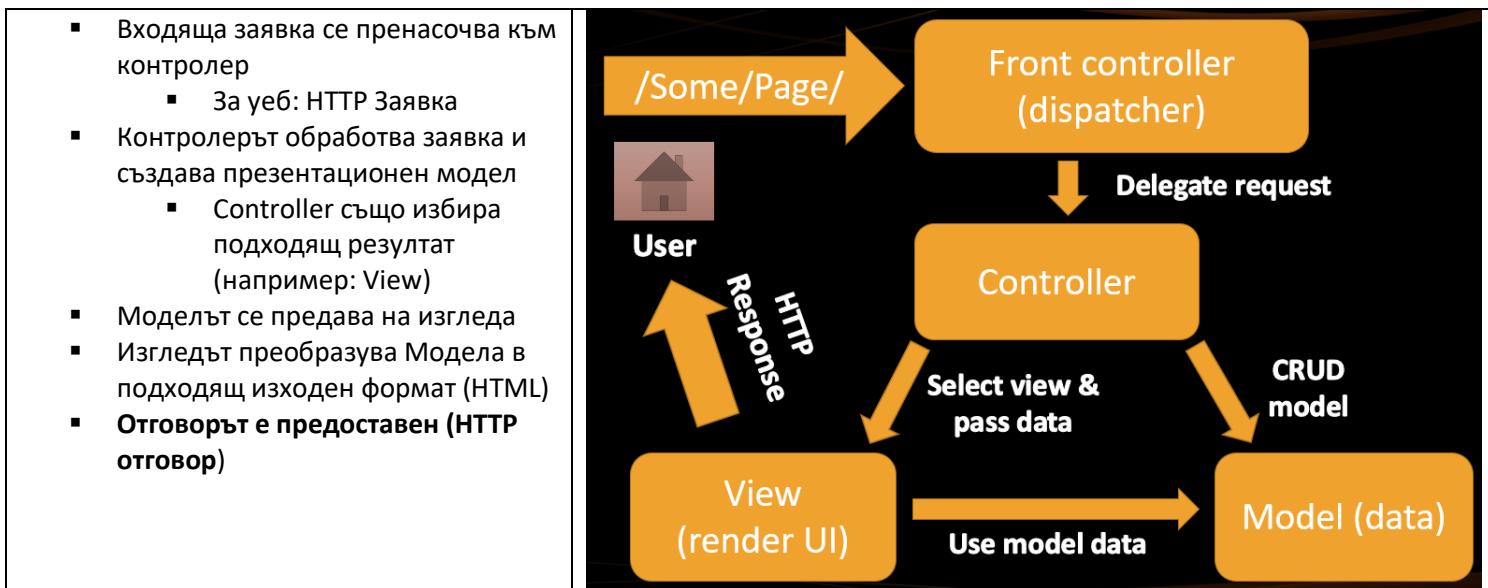 ▪ Входяща заявка се пренасочва към
контролер
▪ За уеб: HTTP Заявка
▪ Контролерът обработва заявка и
създава презентационен модел
▪ Controller също избира
подходящ резултат
(например: View)
▪ Моделът се предава на изгледа
▪ Изгледът преобразува Модела в
подходящ изходен формат (HTML)
▪ Отговорът е предоставен (HTTP
отговор)
/Some/Page/
Front controller
(dispatcher)
Delegate request
User
Controller
HTTP
Response
Select view &
pass data
CRUD
model
View
(render UI)
Use model data
Model (data)